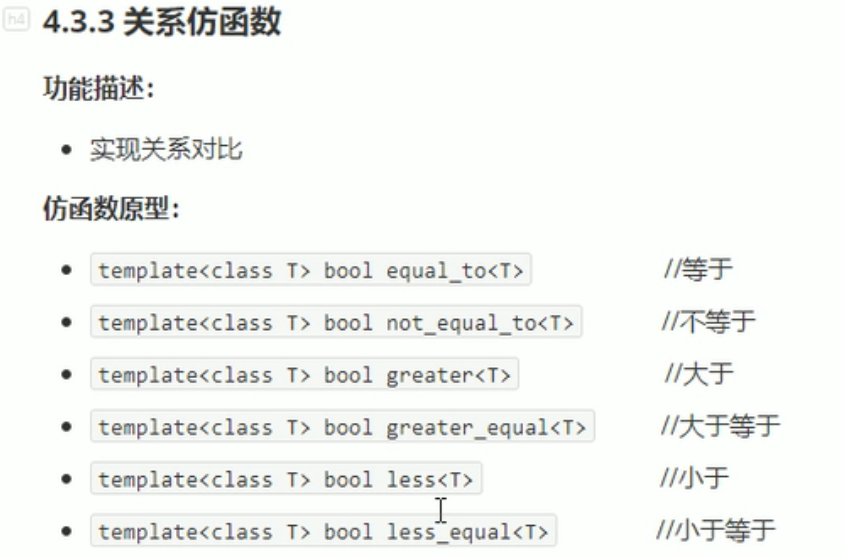 h4
4.3.3 关系仿函数
功能描述：
实现关系对比
仿函数原型：
template<class T> bool equal_to<T> //等于
template<class T> bool not_equal_to<T> //不等于
template<class T> bool greater<T> //大于
template<class T> bool greater_equal<T> //大于等于
template<class T> bool less<T> //小于
template<class T> bool less_equal<T> //小于等于